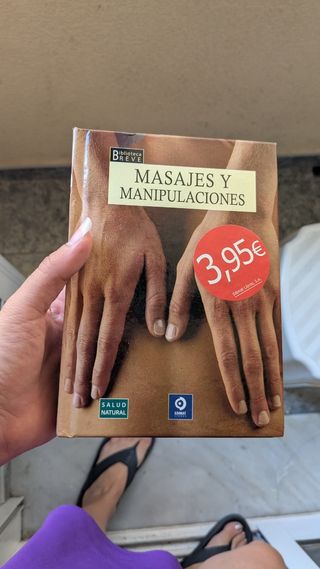 Biblioteca
BREVE
MASAJES Y
MANIPULACIONES
3,95€
SALUD
NATURAL